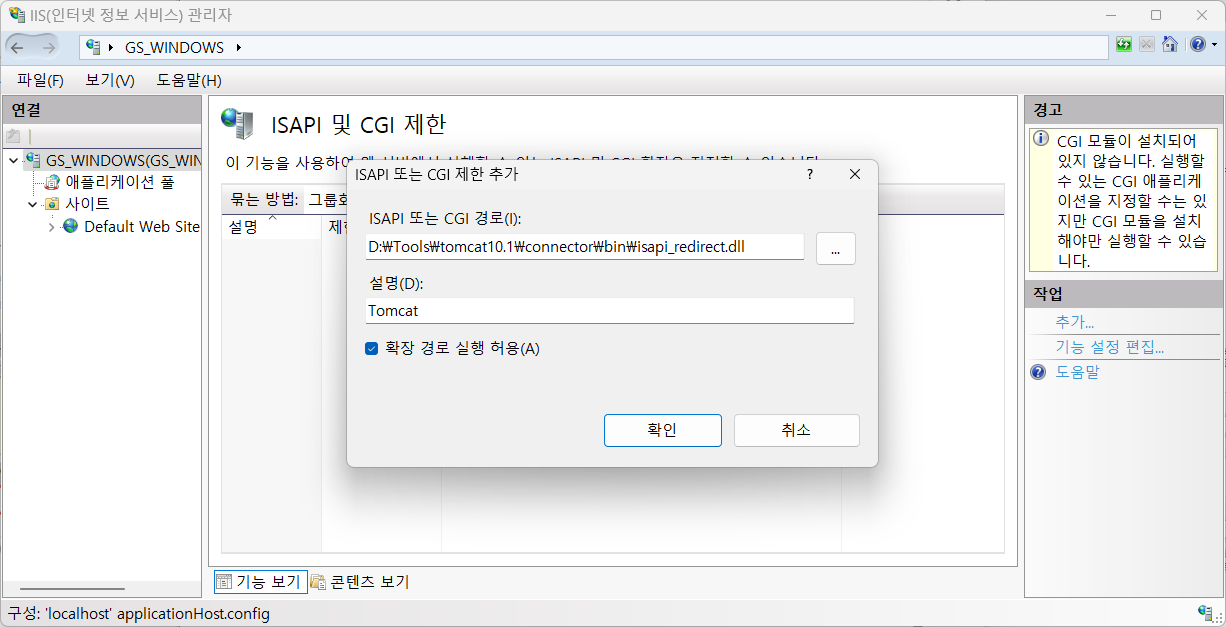 IIS(인터넷 정보 서비스) 관리자
GS_WINDOWS
파일(F) 보기(V) 도움말(H)
연결
GS_WINDOWS(GS_WIN
애플리케이션 풀
사이트
Default Web Site
ISAPI 및 CGI 제한
이 기능을 사용하여 웹 서버에서 실행할 수 있는 ISAPI 및 CGI 확장을 지정할 수 있습니다.
묶는 방법: 그룹화
설명 제한
ISAPI 또는 CGI 제한 추가
?
ISAPI 또는 CGI 경로(I):
D:₩Tools₩tomcat10.1₩connector₩bin₩isapi_redirect.dll
...
설명(D):
Tomcat
확장 경로 실행 허용(A)
확인 취소
기능 보기 콘텐츠 보기
경고
CGI 모듈이 설치되어
있지 않습니다. 실행할
수 있는 CGI 애플리케
이션을 지정할 수는 있
지만 CGI 모듈을 설치
해야만 실행할 수 있습
니다.
작업
추가...
기능 설정 편집...
도움말
구성: 'localhost' applicationHost.config